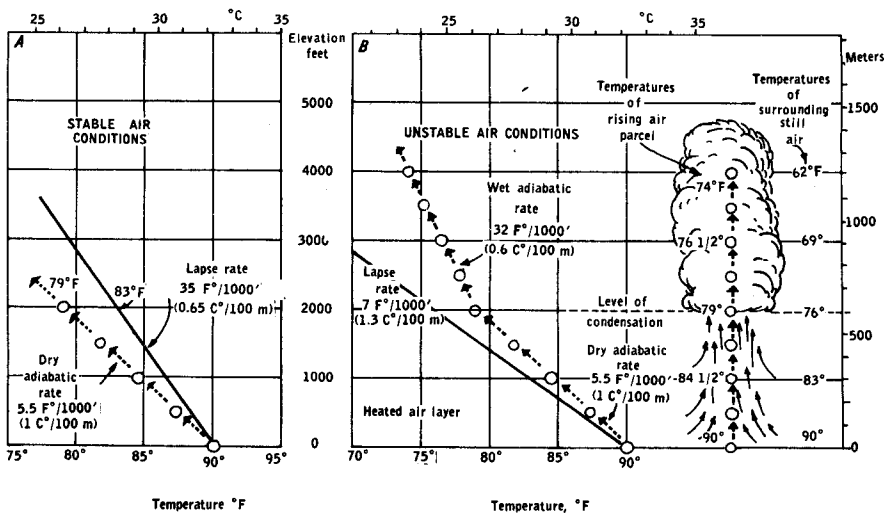 25
30
°C
35
A
STABLE AIR
CONDITIONS
79°F
83°F
Lapse rate
35 F°/1000′
(0.65 C°/100 m)
Dry
adiabatic
rate
5.5 F°/1000′
(1 C°/100 m)
75°
80°
85°
90°
95°
Temperature °F
Elevation
feet
5000
4000
3000
2000
1000
0
25
°C
30
35
B
UNSTABLE AIR CONDITIONS
Wet adiabatic
rate
32 F°/1000′
(0.6 C°/100 m)
Lapse
rate
7 F°/1000′
(1.3 C°/100 m)
Level of
condensation
Dry adiabatic
rate
5.5 F°/1000′
(1 C°/100 m)
Heated air layer
70°
75°
80°
85°
90°
Temperature, °F
Temperatures
of
rising air
parcel
74°F
76 1/2°
79°
84 1/2°
90°
Temperatures
of
surrounding
still
air
62°F
69°
76°
83°
90°
Meters
1500
1000
500
0